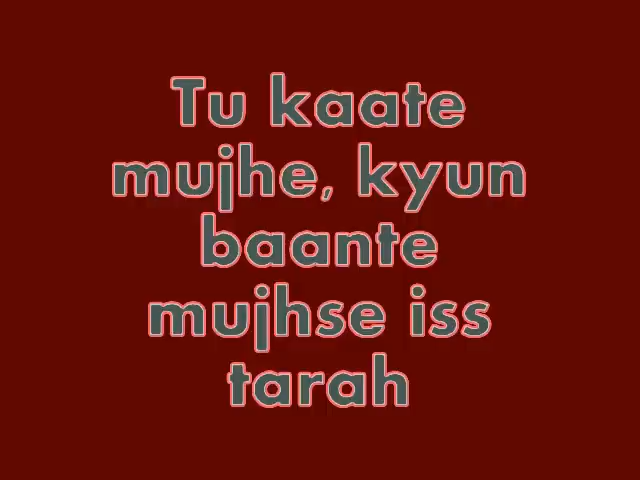 Tu kaate
mujhe, kyun
baante
mujhse iss
tarah